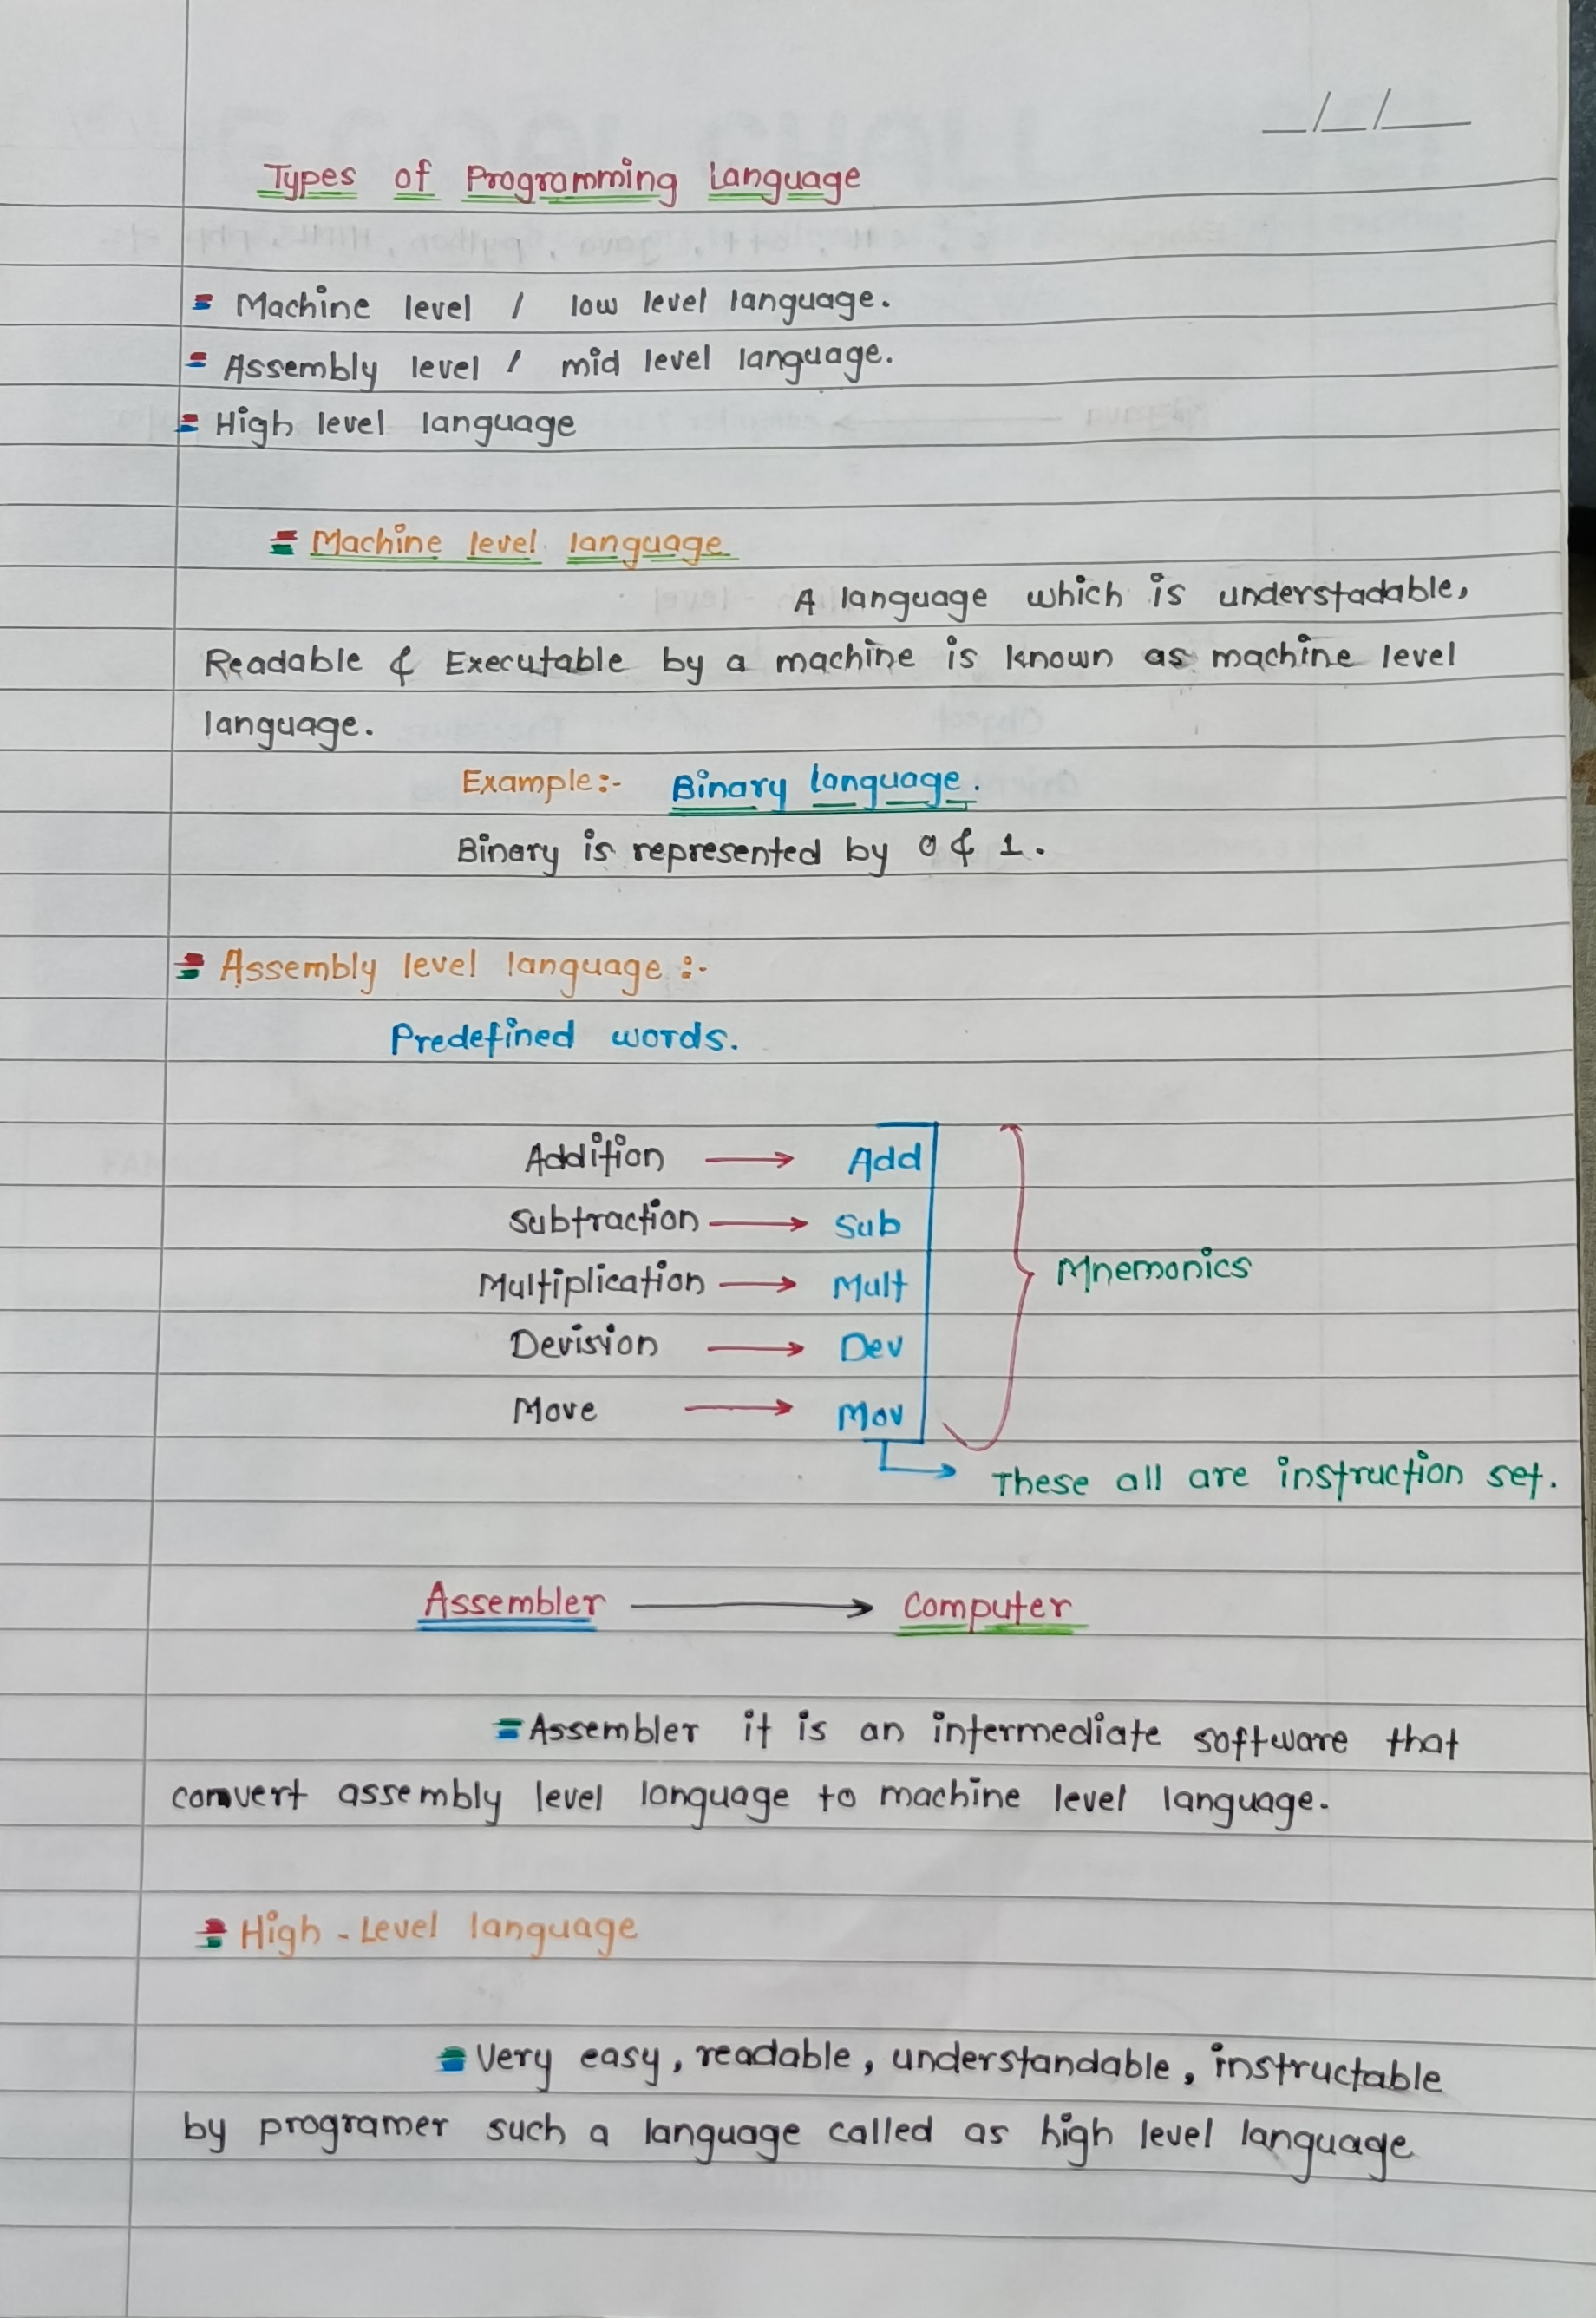 _/_/__
Types of Programming Language
= Machine level / low level language.
= Assembly level / mid level language.
= High level language
= Machine level language
A language which is understadable,
Readable & Executable by a machine is known as machine level
language.
Example:- Binary language.
Binary is represented by 0 & 1.
= Assembly level language :-
Predefined words.
Addition → Add
Subtraction → Sub
Multiplication → Mult
Mnemonics
Devision → Dev
Move → Mov
These all are instruction set.
Assembler → Computer
= Assembler it is an intermediate software that
convert assembly level language to machine level language.
= High - Level language
= Very easy, readable, understandable, instructable
by programer such a language called as high level language